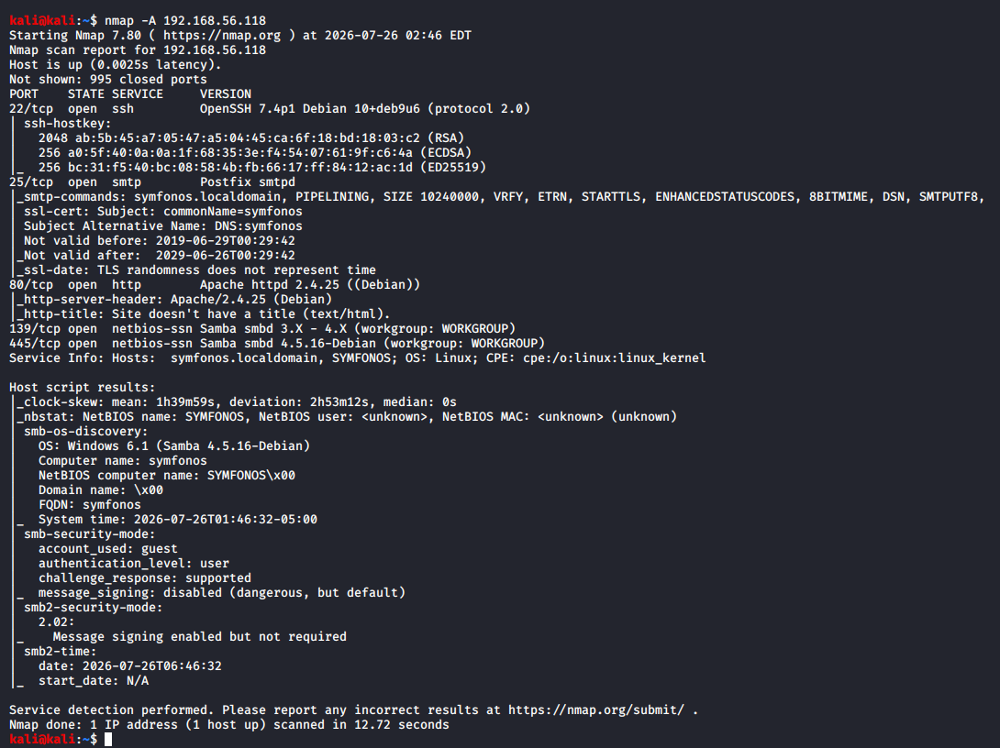 kali@kali:~$ nmap -A 192.168.56.118
Starting Nmap 7.80 ( https://nmap.org ) at 2026-07-26 02:46 EDT
Nmap scan report for 192.168.56.118
Host is up (0.0025s latency).
Not shown: 995 closed ports
PORT    STATE SERVICE     VERSION
22/tcp  open  ssh         OpenSSH 7.4p1 Debian 10+deb9u6 (protocol 2.0)
| ssh-hostkey:
|   2048 ab:5b:45:a7:05:47:a5:04:45:ca:6f:18:bd:18:03:c2 (RSA)
|   256 a0:5f:40:0a:0a:1f:68:35:3e:f4:54:07:61:9f:c6:4a (ECDSA)
|_  256 bc:31:f5:40:bc:08:58:4b:fb:66:17:ff:84:12:ac:1d (ED25519)
25/tcp  open  smtp        Postfix smtpd
|_smtp-commands: symfonos.localdomain, PIPELINING, SIZE 10240000, VRFY, ETRN, STARTTLS, ENHANCEDSTATUSCODES, 8BITMIME, DSN, SMTPUTF8,
| ssl-cert: Subject: commonName=symfonos
| Subject Alternative Name: DNS:symfonos
| Not valid before: 2019-06-29T00:29:42
|_Not valid after:  2029-06-26T00:29:42
|_ssl-date: TLS randomness does not represent time
80/tcp  open  http        Apache httpd 2.4.25 ((Debian))
|_http-server-header: Apache/2.4.25 (Debian)
|_http-title: Site doesn't have a title (text/html).
139/tcp open  netbios-ssn Samba smbd 3.X - 4.X (workgroup: WORKGROUP)
445/tcp open  netbios-ssn Samba smbd 4.5.16-Debian (workgroup: WORKGROUP)
Service Info: Hosts:  symfonos.localdomain, SYMFONOS; OS: Linux; CPE: cpe:/o:linux:linux_kernel

Host script results:
|_clock-skew: mean: 1h39m59s, deviation: 2h53m12s, median: 0s
|_nbstat: NetBIOS name: SYMFONOS, NetBIOS user: <unknown>, NetBIOS MAC: <unknown> (unknown)
| smb-os-discovery:
|   OS: Windows 6.1 (Samba 4.5.16-Debian)
|   Computer name: symfonos
|   NetBIOS computer name: SYMFONOS\x00
|   Domain name: \x00
|   FQDN: symfonos
|_  System time: 2026-07-26T01:46:32-05:00
| smb-security-mode:
|   account_used: guest
|   authentication_level: user
|   challenge_response: supported
|_  message_signing: disabled (dangerous, but default)
| smb2-security-mode:
|   2.02:
|_    Message signing enabled but not required
| smb2-time:
|   date: 2026-07-26T06:46:32
|_  start_date: N/A

Service detection performed. Please report any incorrect results at https://nmap.org/submit/ .
Nmap done: 1 IP address (1 host up) scanned in 12.72 seconds
kali@kali:~$